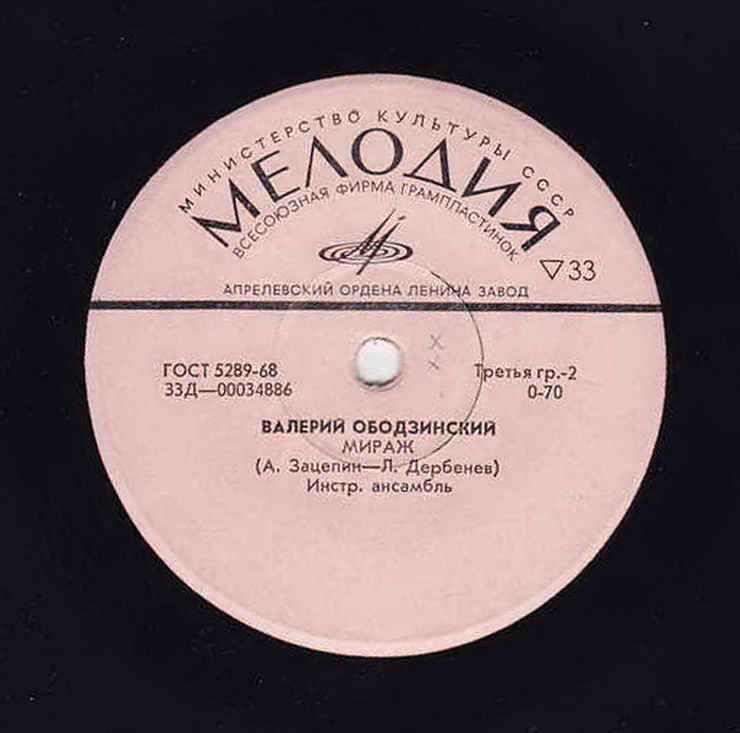 МИНИСТЕРСТВО КУЛЬТУРЫ СССР
МЕЛОДИЯ
ВСЕСОЮЗНАЯ ФИРМА ГРАМПЛАСТИНОК
▽33
АПРЕЛЕВСКИЙ ОРДЕНА ЛЕНИНА ЗАВОД
ГОСТ 5289-68 Третья гр.-2
33Д—00034886 0-70
ВАЛЕРИЙ ОБОДЗИНСКИЙ
МИРАЖ
(А. Зацепин—Л. Дербенев)
Инстр. ансамбль